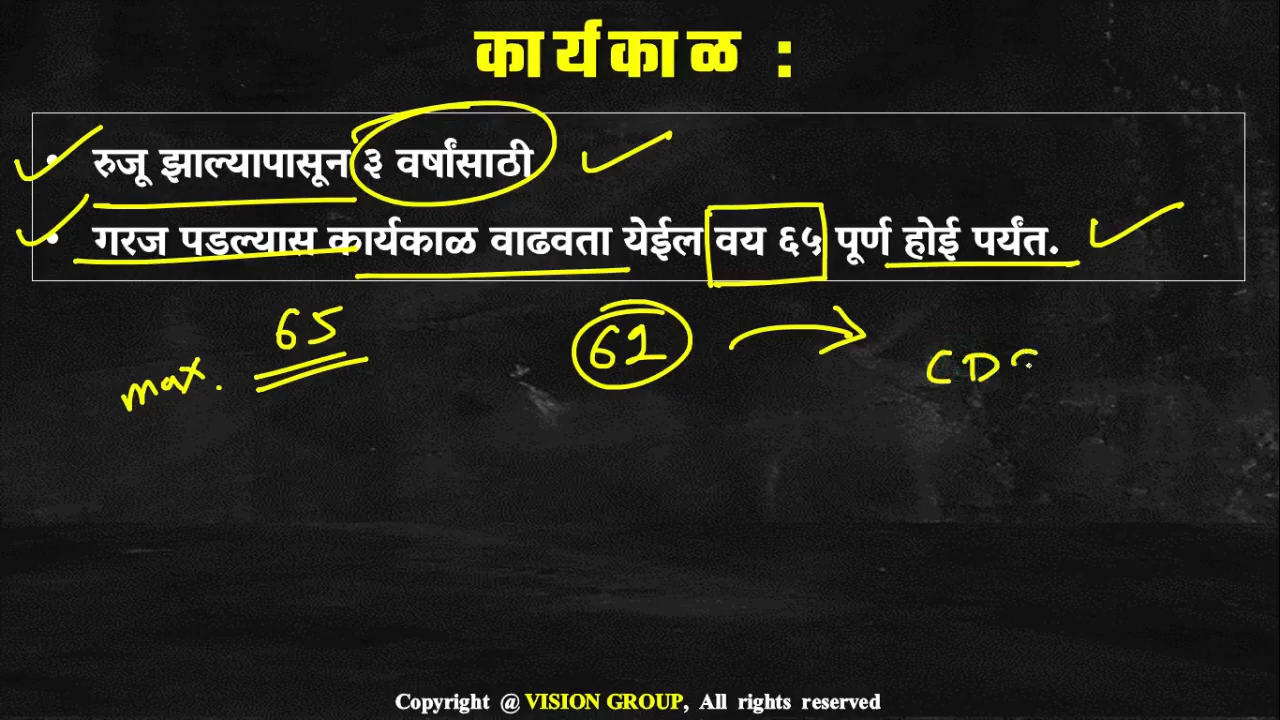 कार्यकाळ :
• रुजू झाल्यापासून ३ वर्षांसाठी
• गरज पडल्यास कार्यकाळ वाढवता येईल वय ६५ पूर्ण होई पर्यंत.
max. 65
62
CD
Copyright @ VISION GROUP, All rights reserved